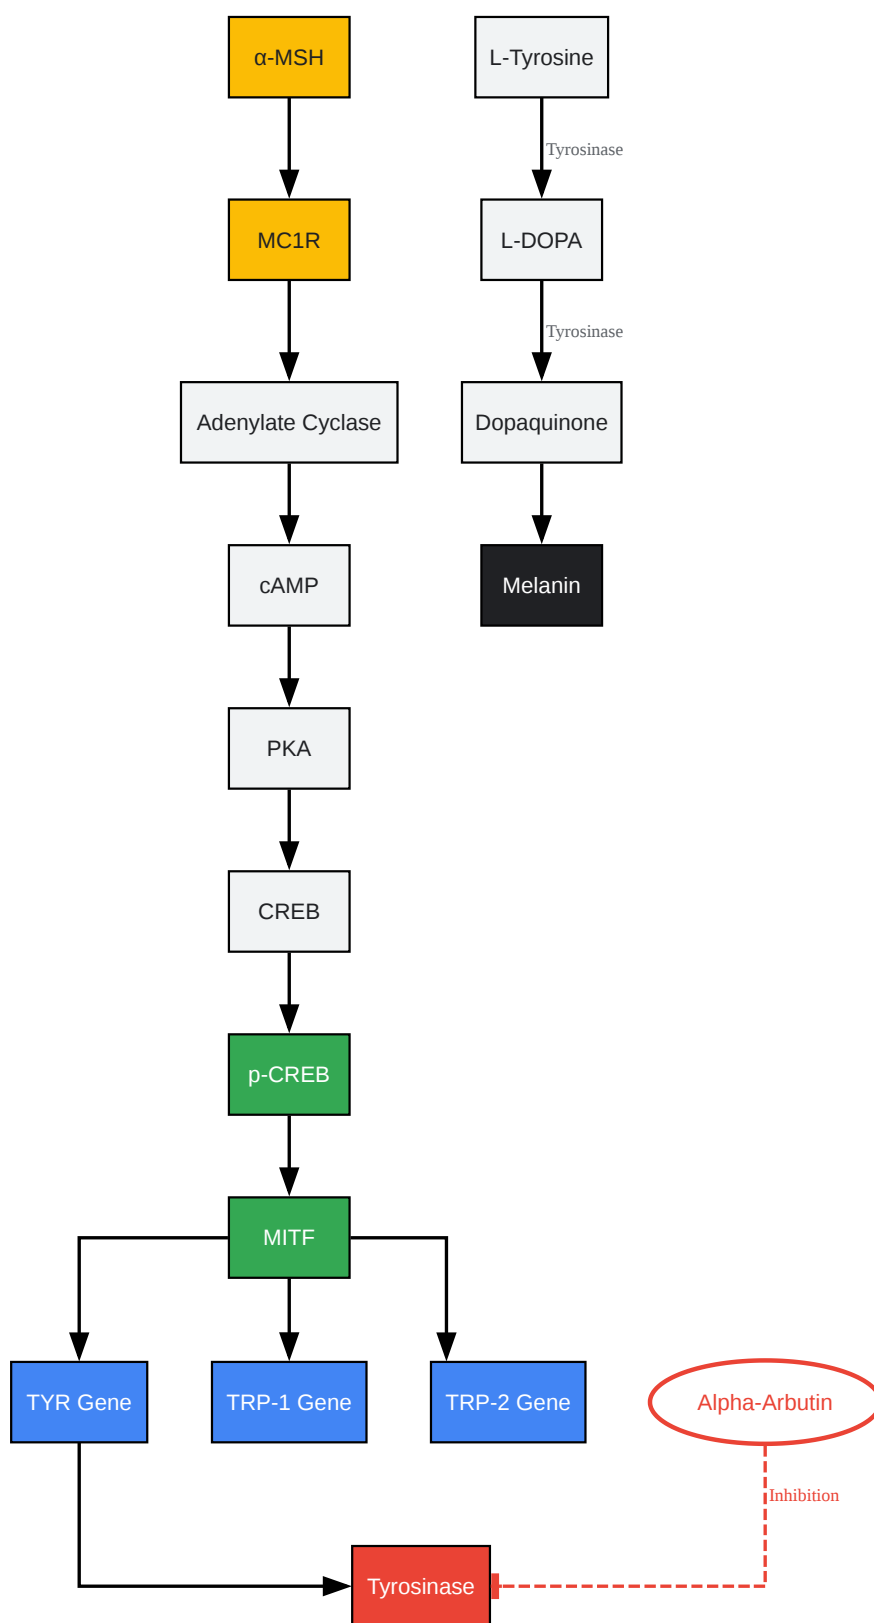 α-MSH
L-Tyrosine
Tyrosinase
MC1R
L-DOPA
Tyrosinase
Adenylate Cyclase
Dopaquinone
cAMP
Melanin
PKA
CREB
p-CREB
MITF
TYR Gene
TRP-1 Gene
TRP-2 Gene
Alpha-Arbutin
Inhibition
Tyrosinase